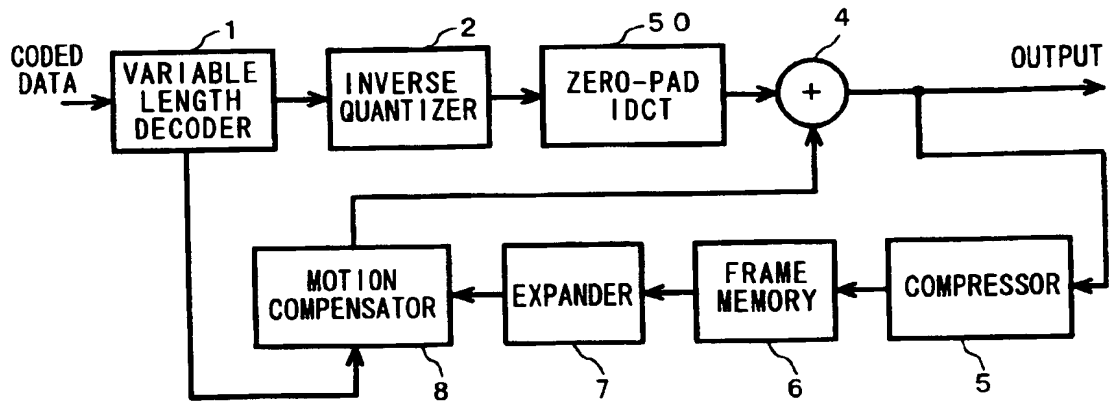 1
2
50
4
CODED
DATA
VARIABLE
LENGTH
DECODER
INVERSE
QUANTIZER
ZERO-PAD
IDCT
+
OUTPUT
MOTION
COMPENSATOR
EXPANDER
FRAME
MEMORY
COMPRESSOR
8
7
6
5